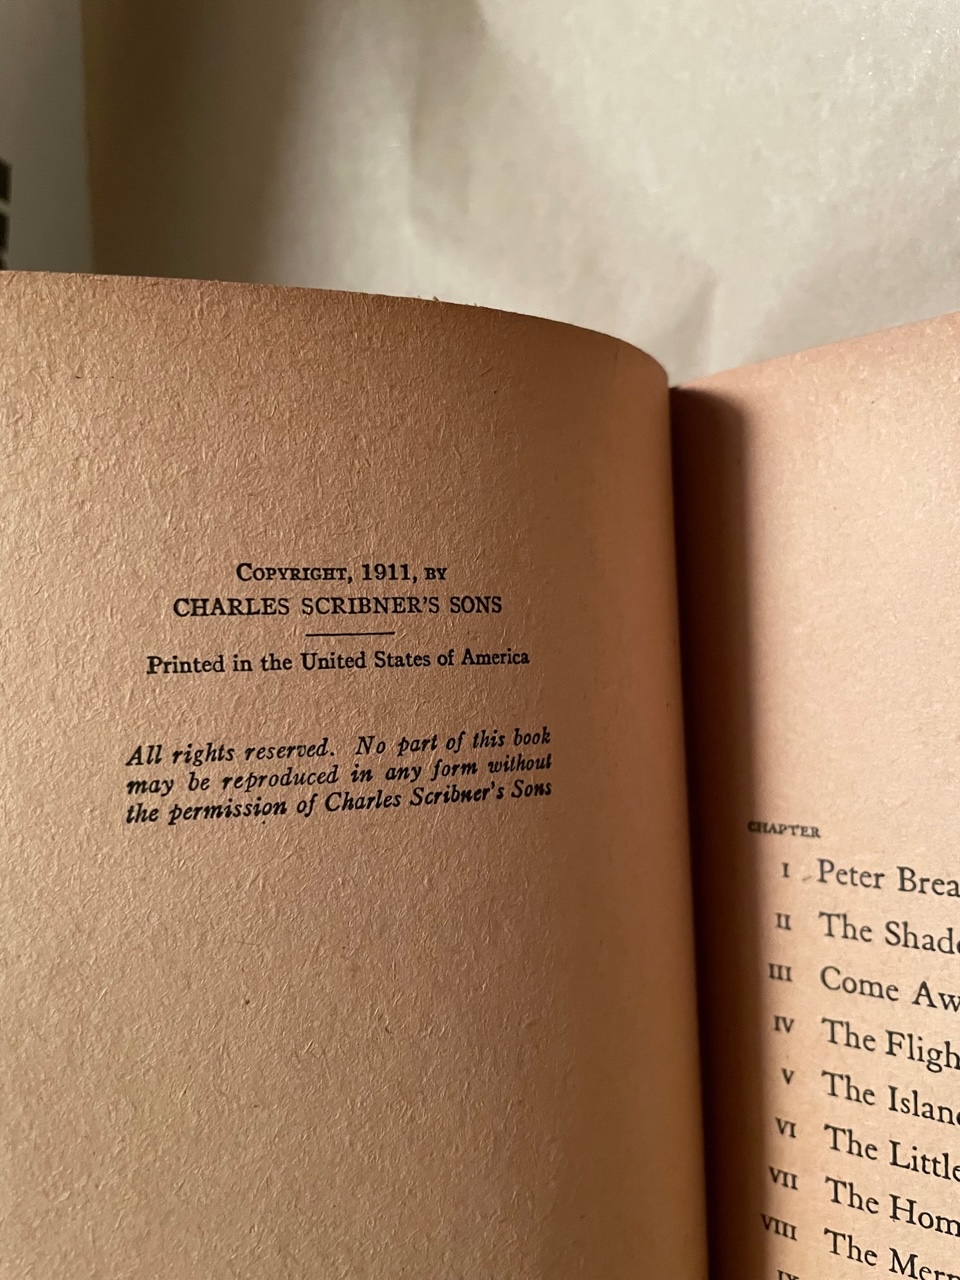 COPYRIGHT, 1911, BY
CHARLES SCRIBNER'S SONS
Printed in the United States of America
All rights reserved. No part of this book
may be reproduced in any form without
the permission of Charles Scribner's Sons
CHAPTER
I Peter Brea
II The Shad
III Come Aw
IV The Fligh
V The Islan
VI The Little
VII The Hom
VIII The Mer